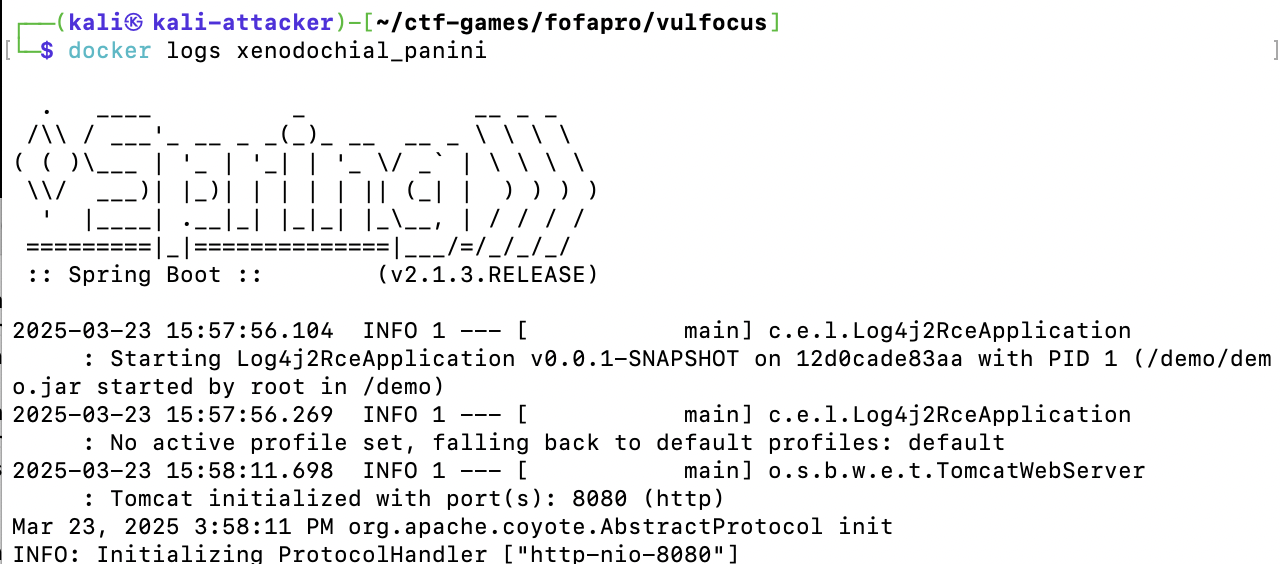 ┌──(kali㉿kali-attacker)-[~/ctf-games/fofapro/vulfocus]
└─$ docker logs xenodochial_panini

  .   ____          _            __ _ _
 /\\ / ___'_ __ _ _(_)_ __  __ _ \ \ \ \
( ( )\___ | '_ | '_| | '_ \/ _` | \ \ \ \
 \\/  ___)| |_)| | | | | || (_| |  ) ) ) )
  '  |____| .__|_| |_|_| |_\__, | / / / /
 =========|_|==============|___/=/_/_/_/
 :: Spring Boot ::        (v2.1.3.RELEASE)

2025-03-23 15:57:56.104  INFO 1 --- [           main] c.e.l.Log4j2RceApplication
     : Starting Log4j2RceApplication v0.0.1-SNAPSHOT on 12d0cade83aa with PID 1 (/demo/dem
o.jar started by root in /demo)
2025-03-23 15:57:56.269  INFO 1 --- [           main] c.e.l.Log4j2RceApplication
     : No active profile set, falling back to default profiles: default
2025-03-23 15:58:11.698  INFO 1 --- [           main] o.s.b.w.e.t.TomcatWebServer
     : Tomcat initialized with port(s): 8080 (http)
Mar 23, 2025 3:58:11 PM org.apache.coyote.AbstractProtocol init
INFO: Initializing ProtocolHandler ["http-nio-8080"]